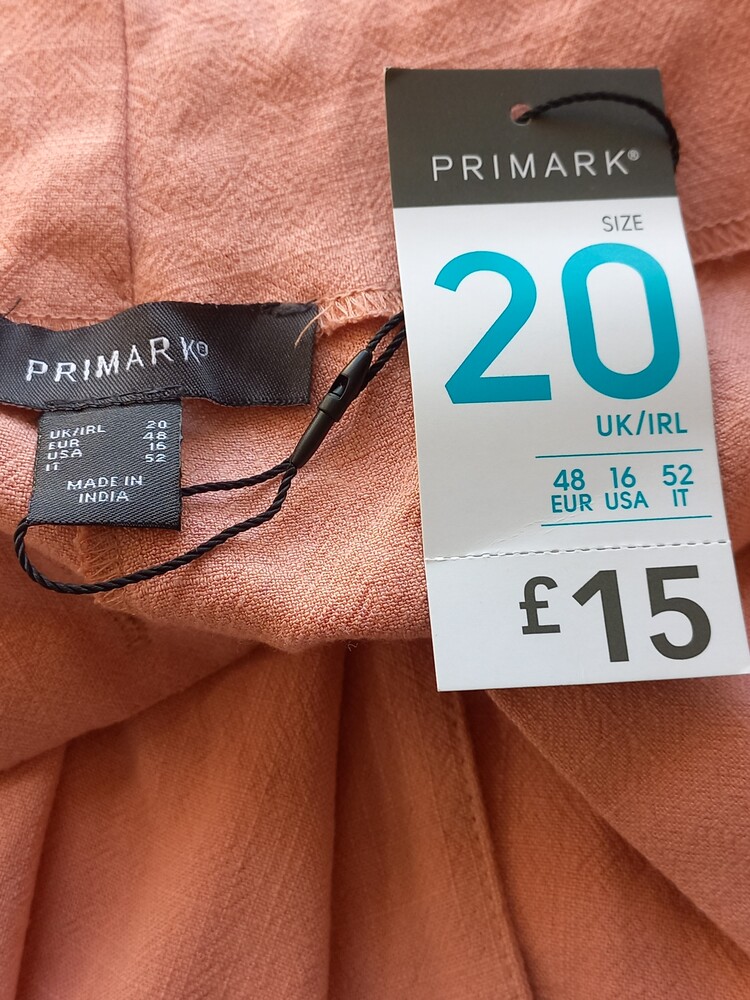 PRIMARK®
SIZE
20
UK/IRL
48 16 52
EUR USA IT
£15
PRIMARK®
UK/IRL 20
EUR 48
USA 16
IT 52
MADE IN
INDIA